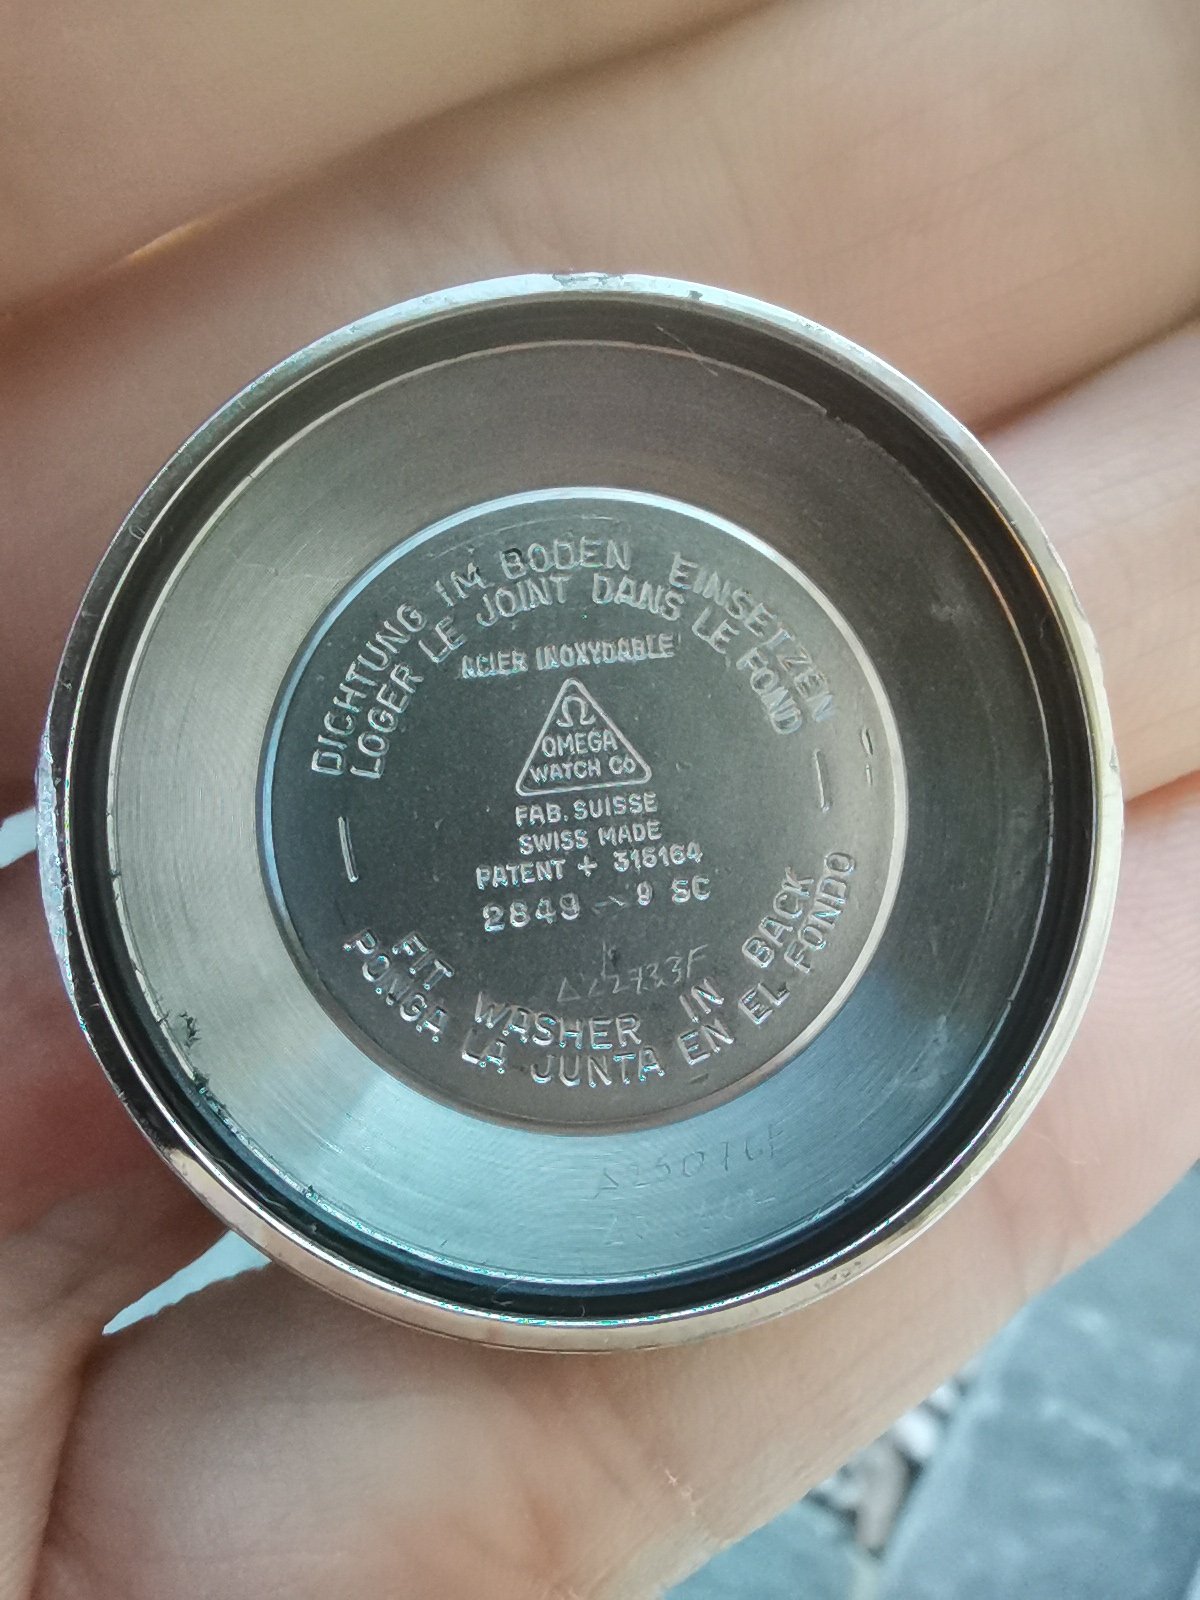 DICHTUNG IM BODEN EINSETZEN
LOGER LE JOINT DANS LE FOND
ACIER INOXYDABLE
Ω
OMEGA
WATCH Co
FAB. SUISSE
SWISS MADE
PATENT + 316164
2849 - 9 SC
FIT WASHER IN BACK
PONGA LA JUNTA EN EL FONDO